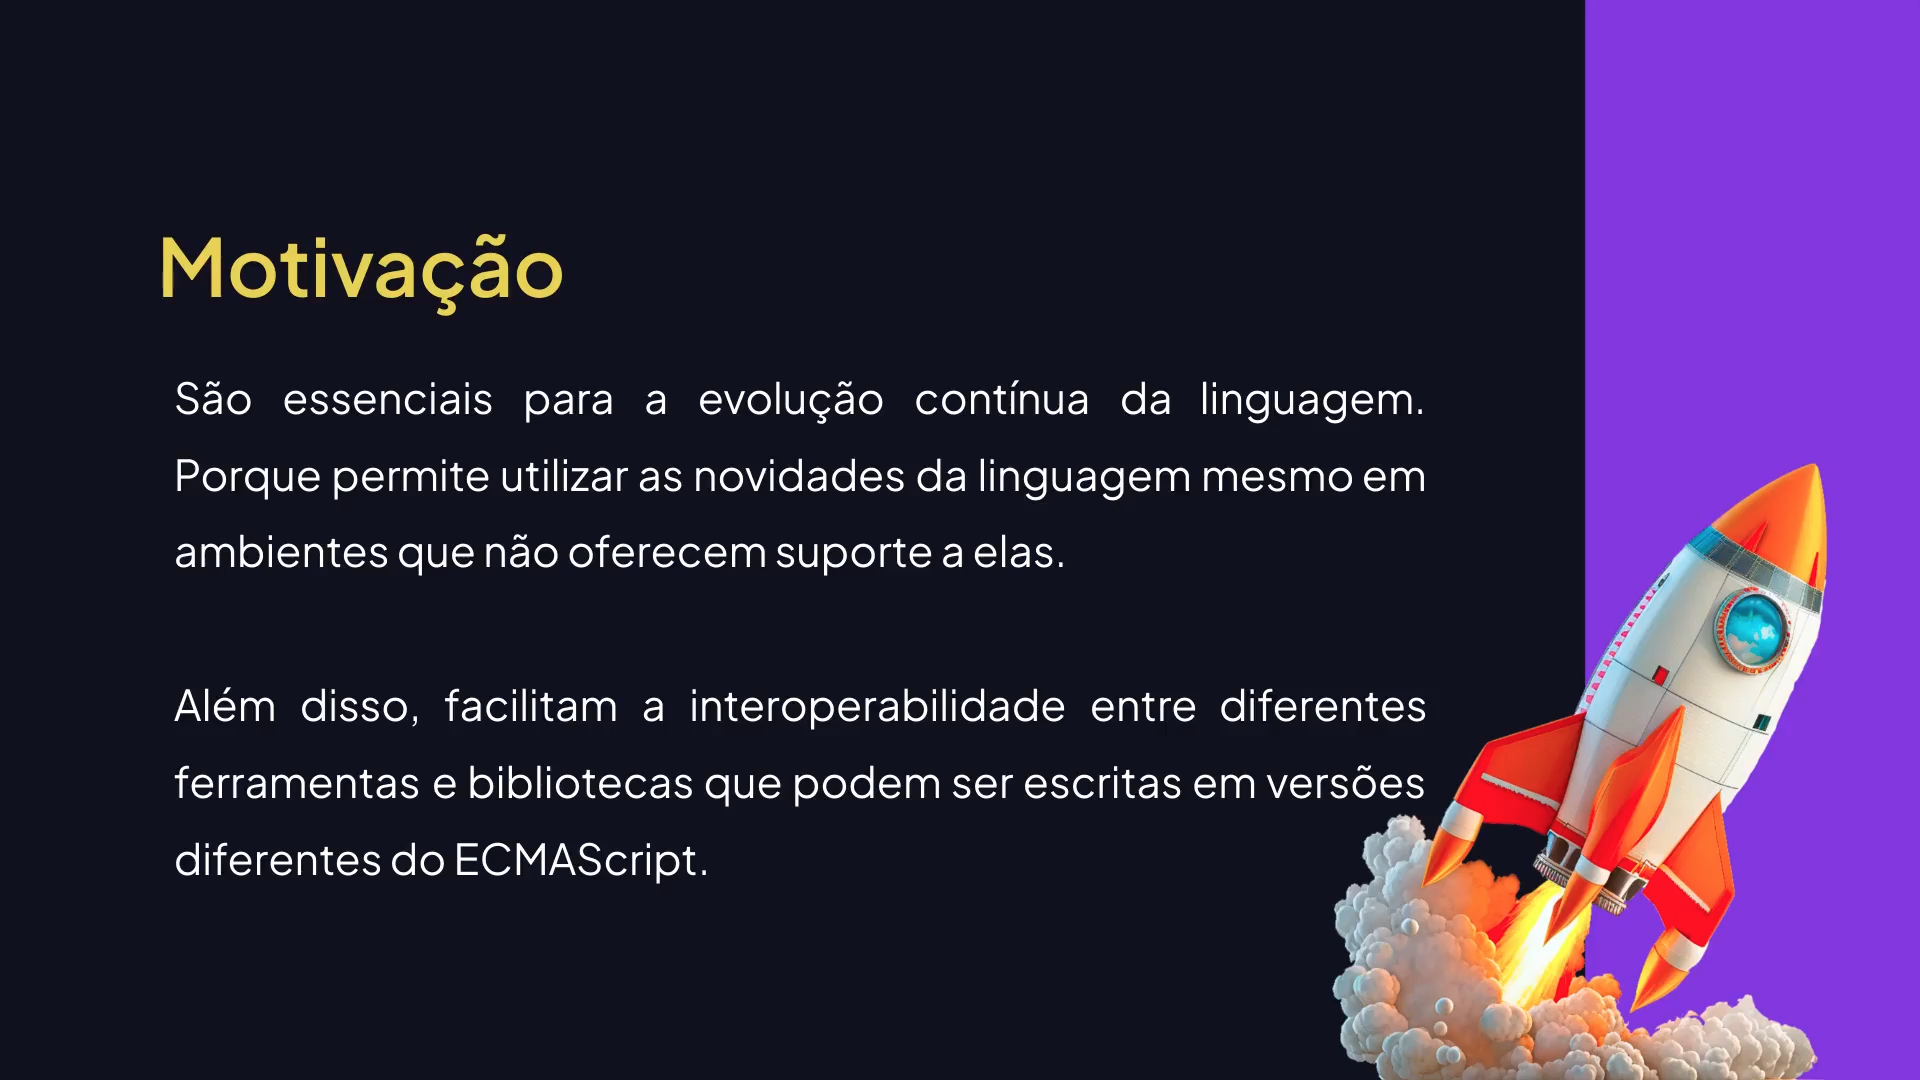 Motivação
São essenciais para a evolução contínua da linguagem.
Porque permite utilizar as novidades da linguagem mesmo em
ambientes que não oferecem suporte a elas.
Além disso, facilitam a interoperabilidade entre diferentes
ferramentas e bibliotecas que podem ser escritas em versões
diferentes do ECMAScript.